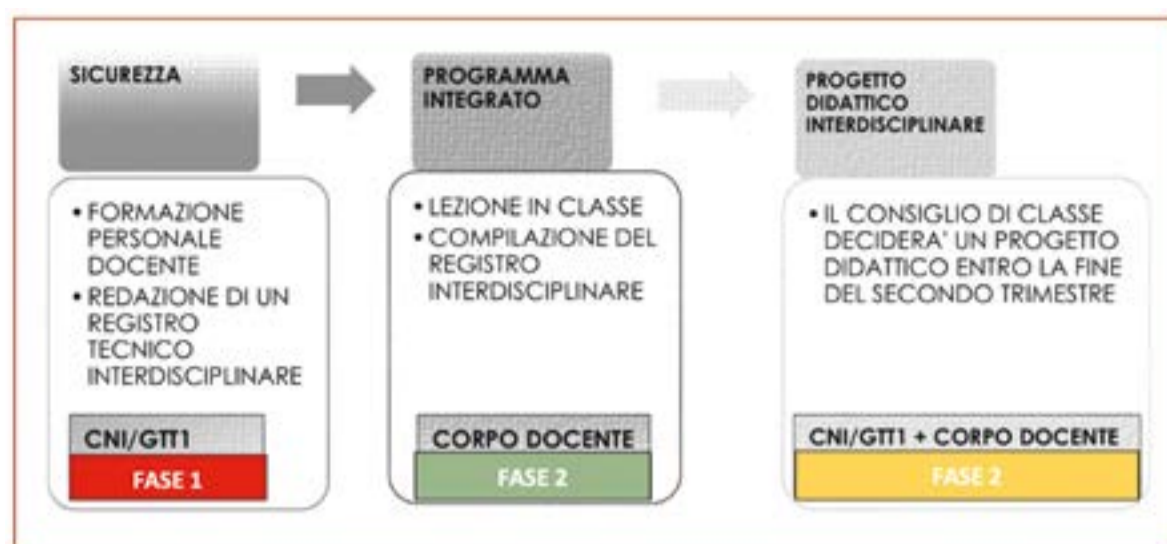 SICUREZZA
• FORMAZIONE
PERSONALE
DOCENTE
• REDAZIONE DI UN
REGISTRO
TECNICO
INTERDISCIPLINARE
CNI/GTT1
FASE 1
PROGRAMMA
INTEGRATO
• LEZIONE IN CLASSE
• COMPILAZIONE DEL
REGISTRO
INTERDISCIPLINARE
CORPO DOCENTE
FASE 2
PROGETTO
DIDATTICO
INTERDISCIPLINARE
• IL CONSIGLIO DI CLASSE
DECIDERA' UN PROGETTO
DIDATTICO ENTRO LA FINE
DEL SECONDO TRIMESTRE
CNI/GTT1 + CORPO DOCENTE
FASE 2